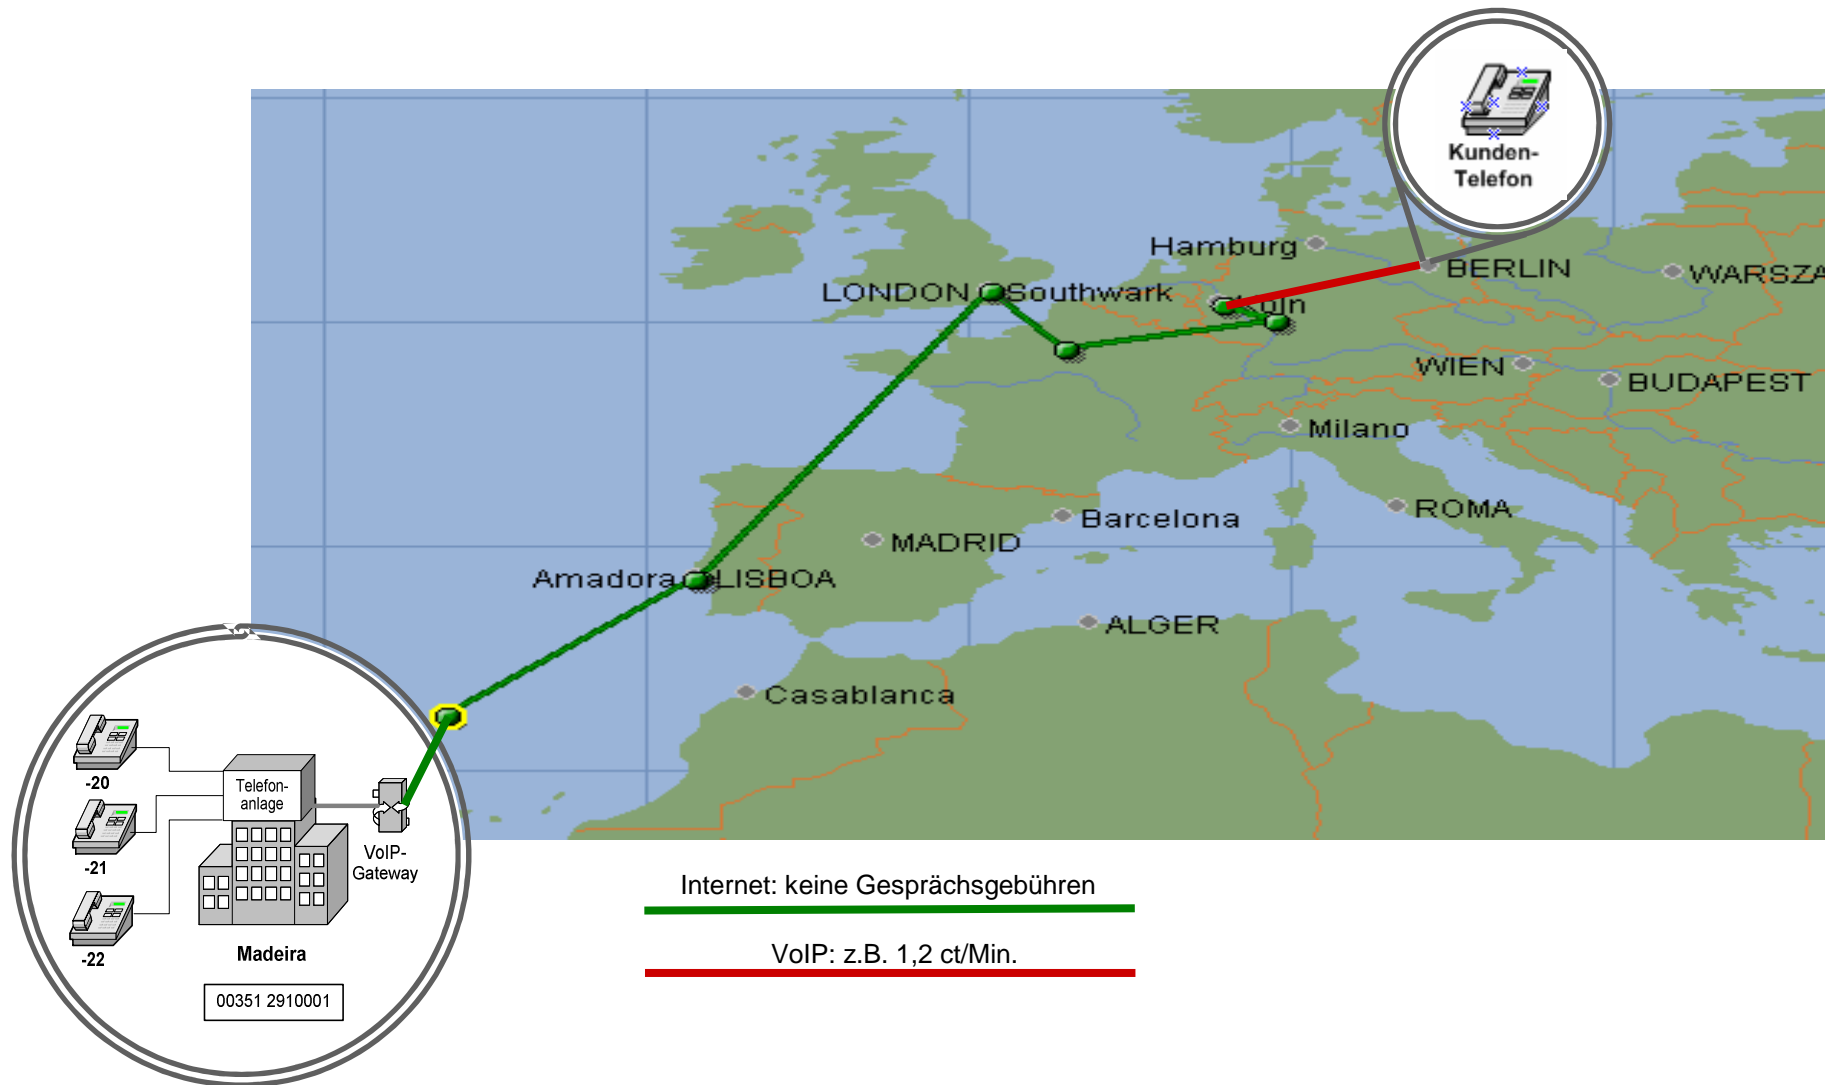 Kunden-
Telefon
Hamburg
BERLIN
WARSZA
LONDON
Southwark
Köln
WIEN
BUDAPEST
Milano
ROMA
Barcelona
MADRID
Amadora
LISBOA
ALGER
Casablanca
-20
-21
-22
Telefon-
anlage
VoIP-
Gateway
Madeira
00351 2910001
Internet: keine Gesprächsgebühren
VoIP: z.B. 1,2 ct/Min.